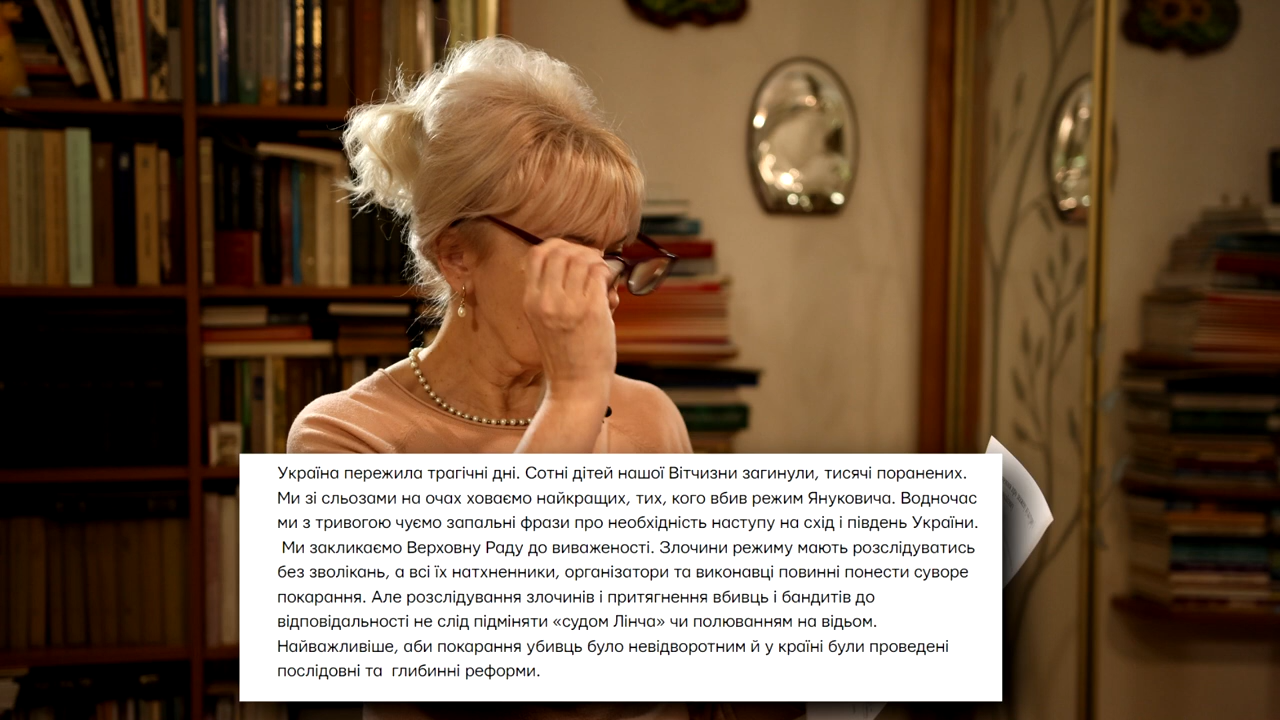 Україна пережила трагічні дні. Сотні дітей нашої Вітчизни загинули, тисячі поранених.
Ми зі сльозами на очах ховаємо найкращих, тих, кого вбив режим Януковича. Водночас
ми з тривогою чуємо запальні фрази про необхідність наступу на схід і південь України.
Ми закликаємо Верховну Раду до виваженості. Злочини режиму мають розслідуватись
без зволікань, а всі їх натхненники, організатори та виконавці повинні понести суворе
покарання. Але розслідування злочинів і притягнення вбивць і бандитів до
відповідальності не слід підміняти «судом Лінча» чи полюванням на відьом.
Найважливіше, аби покарання убивць було невідворотним й у країні були проведені
послідовні та глибинні реформи.